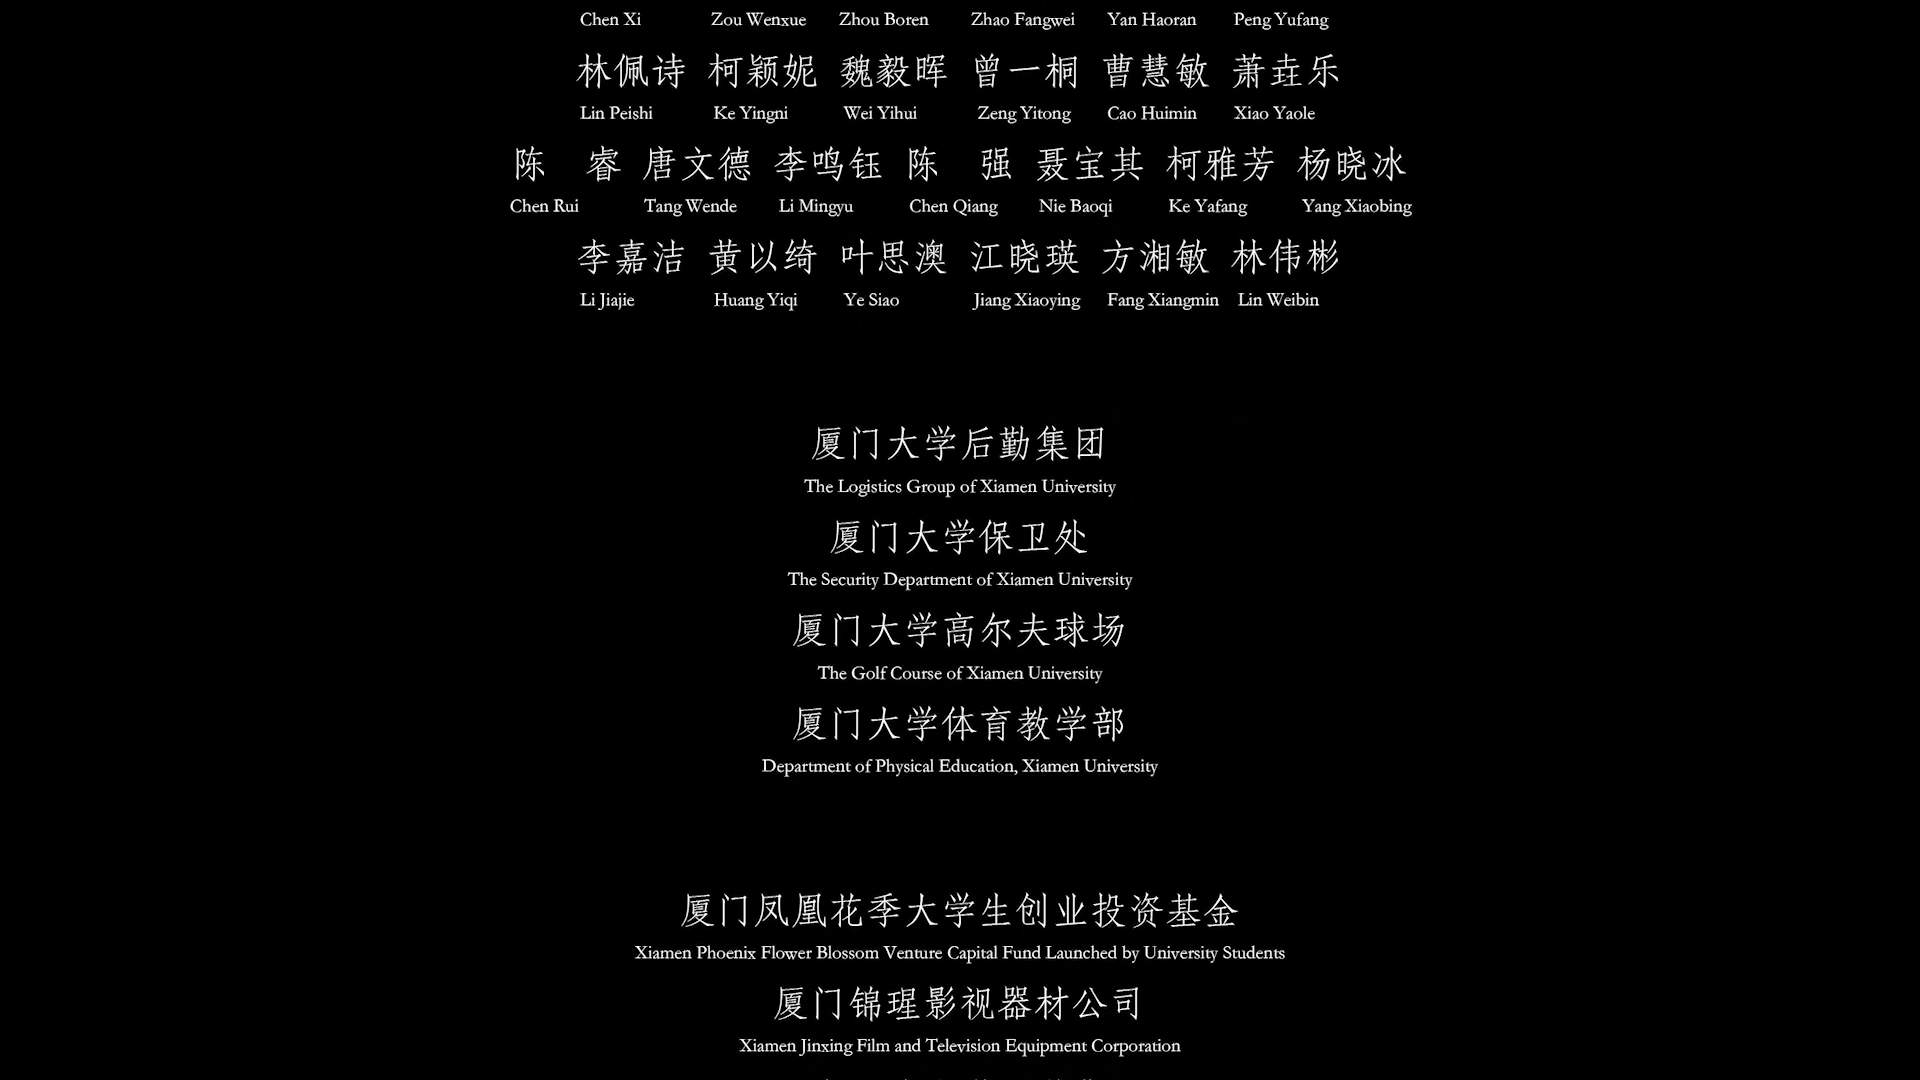 Chen Xi Zou Wenxue Zhou Boren Zhao Fangwei Yan Haoran Peng Yufang
林佩诗 柯颖妮 魏毅晖 曾一桐 曹慧敏 萧垚乐
Lin Peishi Ke Yingni Wei Yihui Zeng Yitong Cao Huimin Xiao Yaole
陈 睿 唐文德 李鸣钰 陈 强 聂宝其 柯雅芳 杨晓冰
Chen Rui Tang Wende Li Mingyu Chen Qiang Nie Baoqi Ke Yafang Yang Xiaobing
李嘉洁 黄以绮 叶思澳 江晓瑛 方湘敏 林伟彬
Li Jiajie Huang Yiqi Ye Siao Jiang Xiaoying Fang Xiangmin Lin Weibin
厦门大学后勤集团
The Logistics Group of Xiamen University
厦门大学保卫处
The Security Department of Xiamen University
厦门大学高尔夫球场
The Golf Course of Xiamen University
厦门大学体育教学部
Department of Physical Education, Xiamen University
厦门凤凰花季大学生创业投资基金
Xiamen Phoenix Flower Blossom Venture Capital Fund Launched by University Students
厦门锦瑆影视器材公司
Xiamen Jinxing Film and Television Equipment Corporation